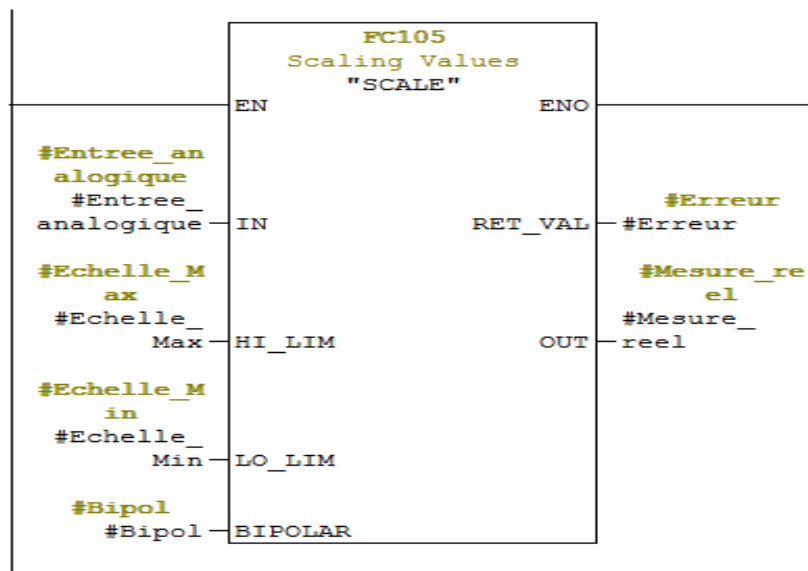 FC105
Scaling Values
"SCALE"
EN ENO
#Entree_an
alogique
#Entree_
analogique IN
#Erreur
RET_VAL #Erreur
#Echelle_M
ax
#Echelle_
Max HI_LIM
#Mesure_re
el
#Mesure_
OUT reel
#Echelle_M
in
#Echelle_
Min LO_LIM
#Bipol
#Bipol BIPOLAR